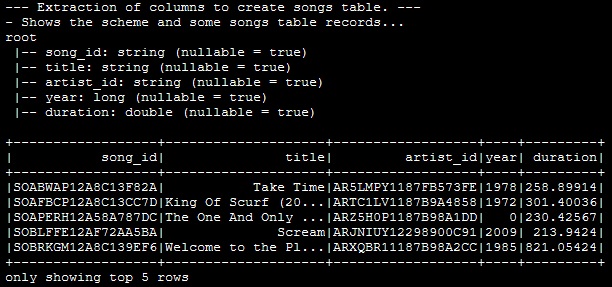 --- Extraction of columns to create songs table. ---
- Shows the scheme and some songs table records...
root
 |-- song_id: string (nullable = true)
 |-- title: string (nullable = true)
 |-- artist_id: string (nullable = true)
 |-- year: long (nullable = true)
 |-- duration: double (nullable = true)

+------------------+--------------------+------------------+----+---------+
|           song_id|               title|         artist_id|year| duration|
+------------------+--------------------+------------------+----+---------+
|SOABWAP12A8C13F82A|           Take Time|AR5LMPY1187FB573FE|1978|258.89914|
|SOAFBCP12A8C13CC7D|King Of Scurf (20...|ARTC1LV1187B9A4858|1972|301.40036|
|SOAPERH12A58A787DC|The One And Only ...|ARZ5H0P1187B98A1DD|   0|230.42567|
|SOBLFFE12AF72AA5BA|              Scream|ARJNIUY12298900C91|2009| 213.9424|
|SOBRKGM12A8C139EF6|Welcome to the Pl...|ARXQBR11187B98A2CC|1985|821.05424|
+------------------+--------------------+------------------+----+---------+
only showing top 5 rows